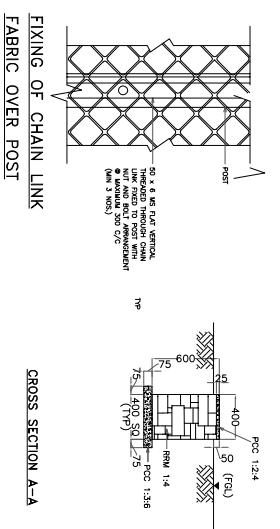 POST
50 x 6 MS FLAT VERTICAL
THREADED THROUGH CHAIN
LINK FIXED TO POST WITH
NUT AND BOLT ARRANGEMENT
@ MAXIMUM 300 C/C
(MIN 3 NOS.)
FIXING OF CHAIN LINK
FABRIC OVER POST
TYP
PCC 1:2:4
400
50
(FGL)
25
600
75
75
75
400 SQ
(TYP)
75
RRM 1:4
PCC 1:3:6
CROSS SECTION A-A